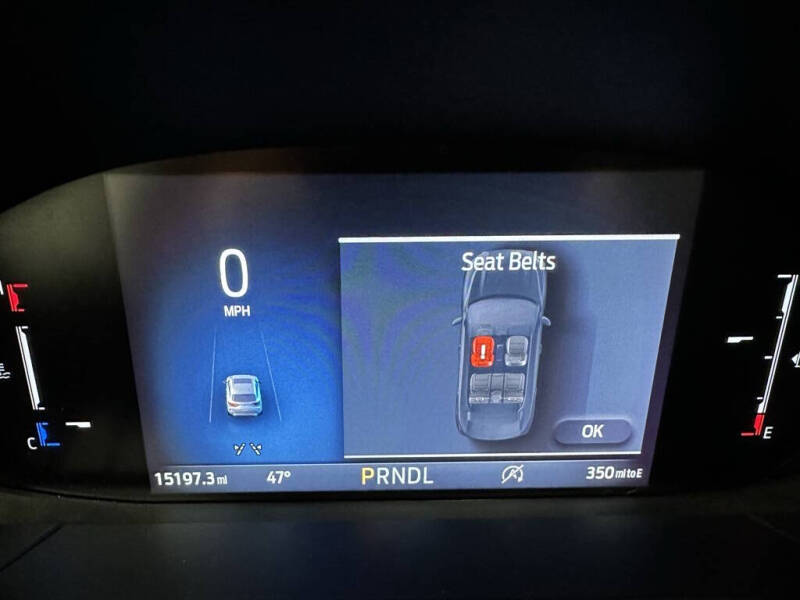 Seat Belts
0
MPH
OK
C
E
15197.3 mi 47° PRNDL 350 mi to E